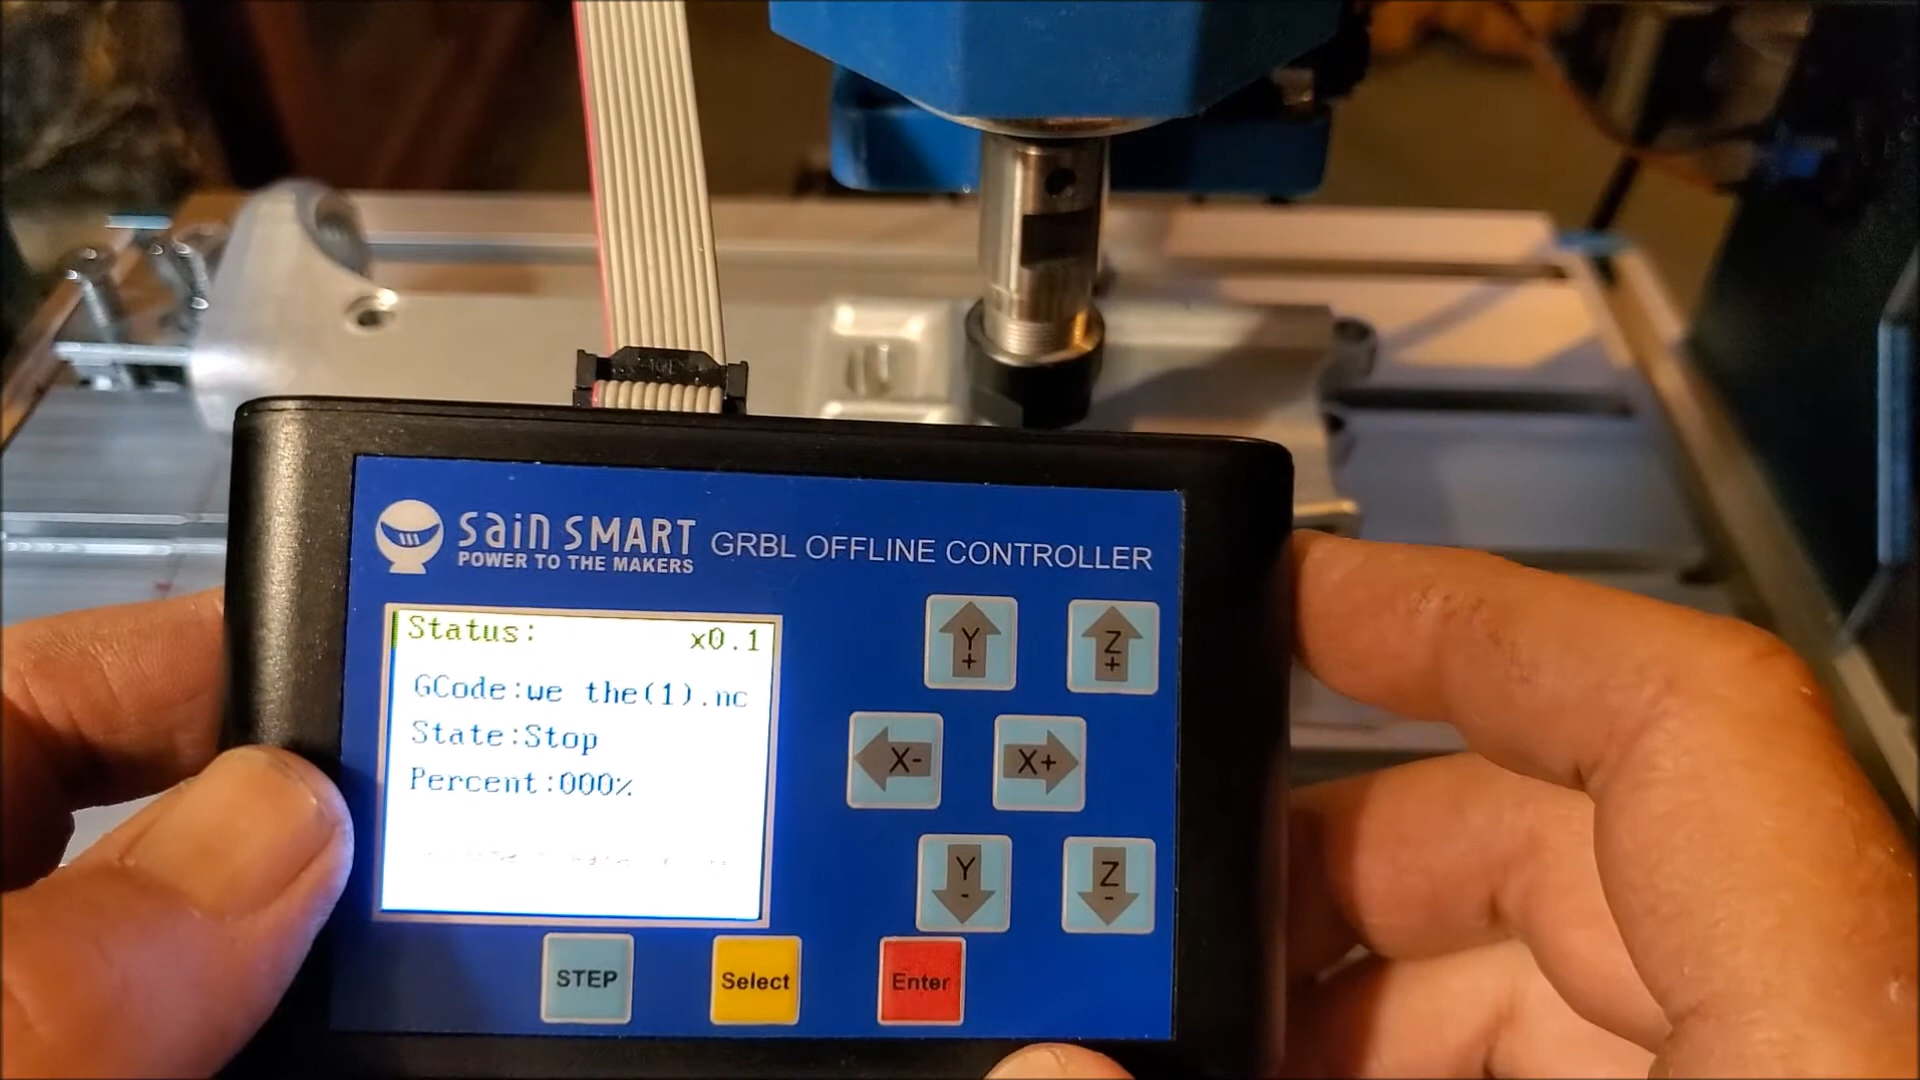 sain SMART
POWER TO THE MAKERS
GRBL OFFLINE CONTROLLER
Status: x0.1
GCode:we the(1).nc
State:Stop
Percent:000%
Y+
Z+
X-
X+
Y-
Z-
STEP
Select
Enter